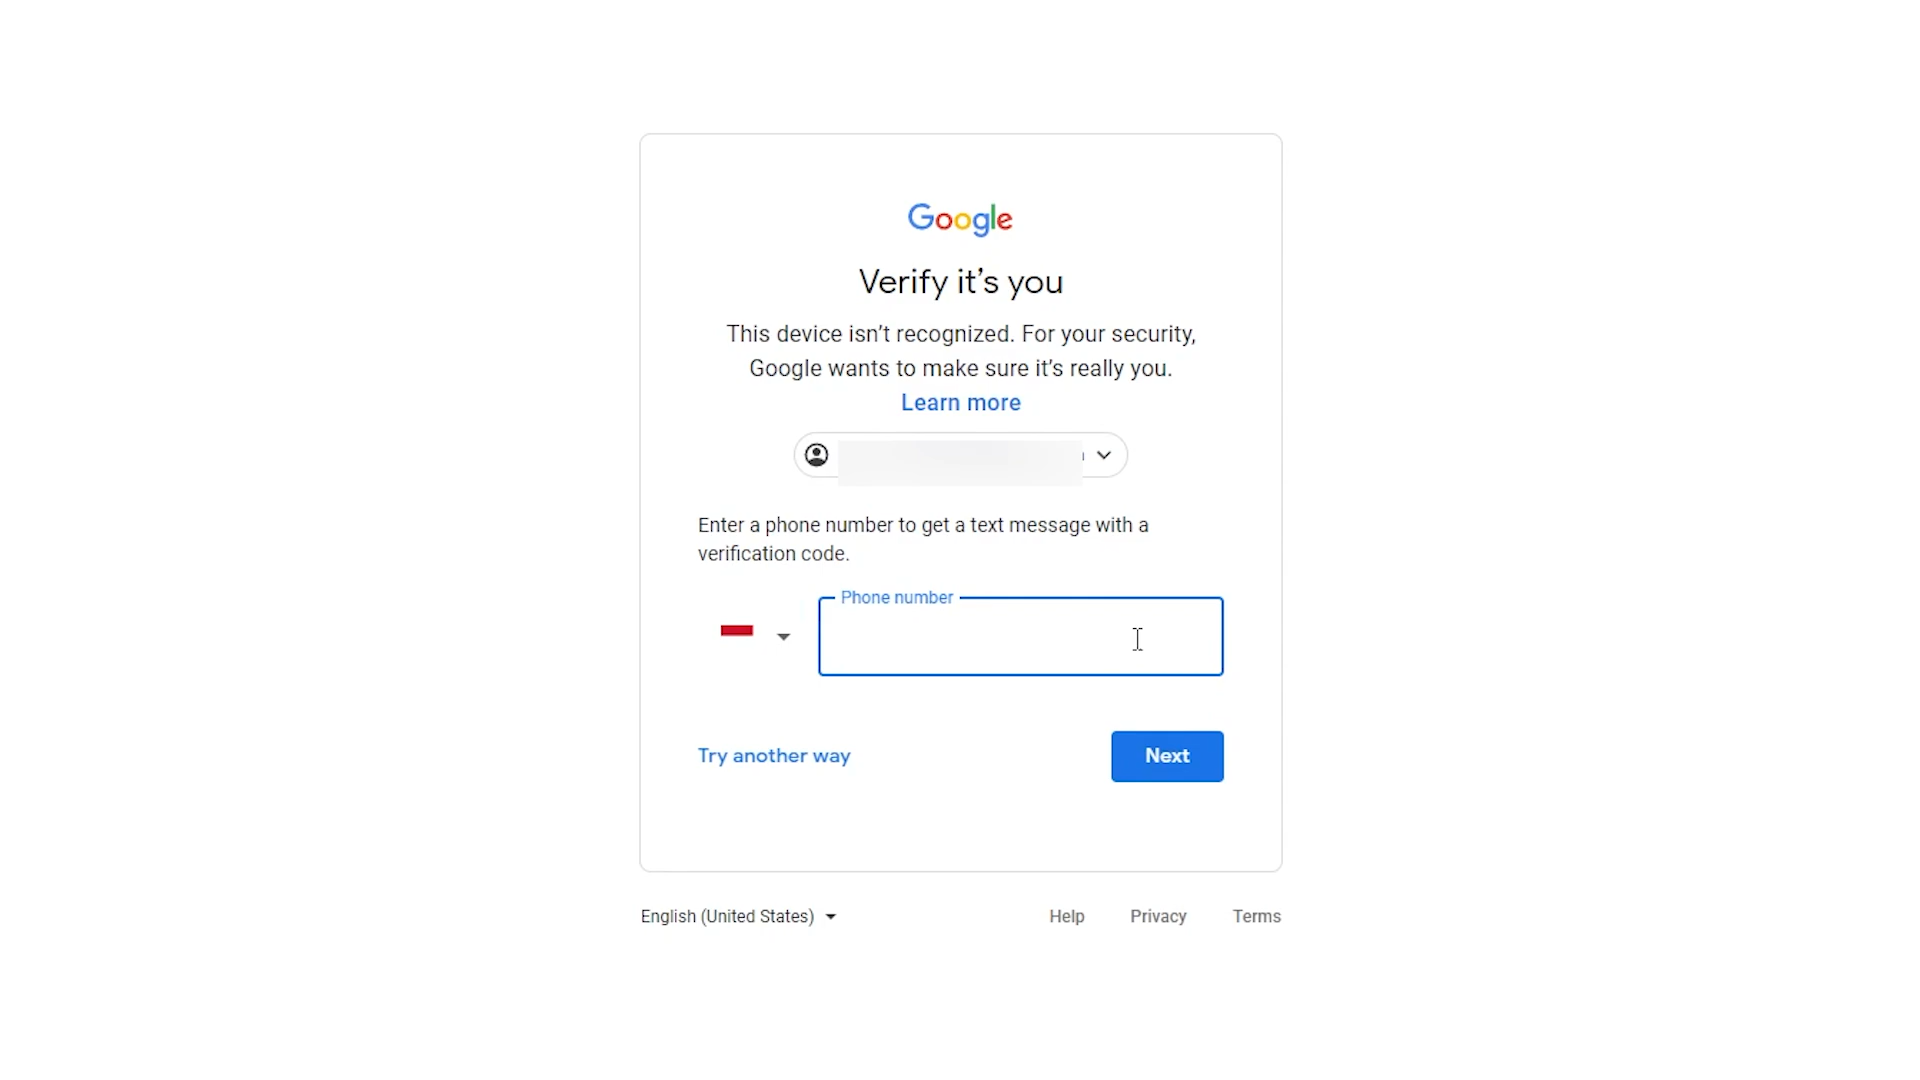 Google
Verify it’s you
This device isn’t recognized. For your security,
Google wants to make sure it’s really you.
Learn more
Enter a phone number to get a text message with a
verification code.
Phone number
Try another way
Next
English (United States)
Help
Privacy
Terms